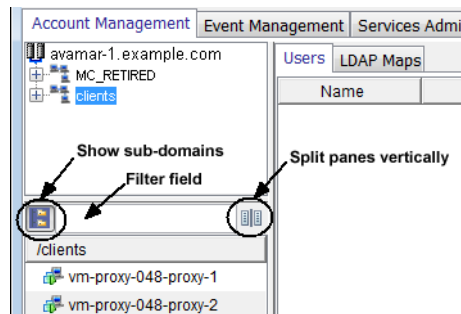 Account Management Event Management Services Admi
avamar-1.example.com
MC_RETIRED
clients
Users LDAP Maps
Name
Show sub-domains
Filter field
Split panes vertically
/clients
vm-proxy-048-proxy-1
vm-proxy-048-proxy-2